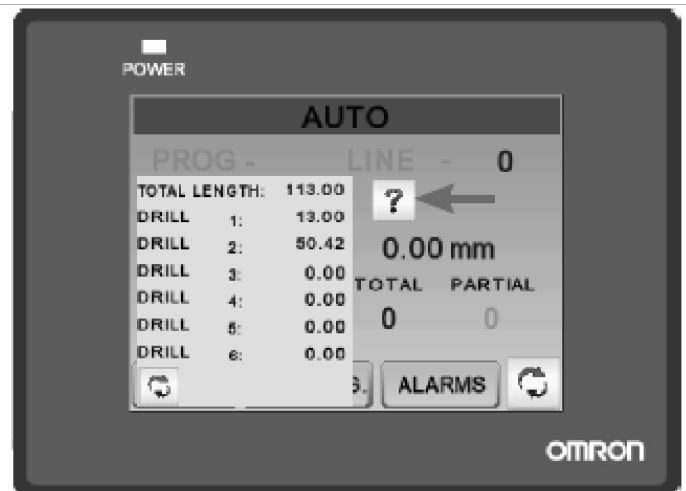 POWER
AUTO
PROG - LINE - 0
TOTAL LENGTH: 113.00
DRILL 1: 13.00
DRILL 2: 50.42
DRILL 3: 0.00
DRILL 4: 0.00
DRILL 5: 0.00
DRILL 6: 0.00
?
0.00 mm
TOTAL PARTIAL
0 0
G. ALARMS
OMRON